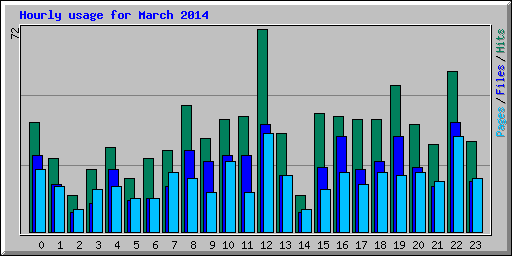 Hourly usage for March 2014
72
Pages / Files / Hits
0 1 2 3 4 5 6 7 8 9 10 11 12 13 14 15 16 17 18 19 20 21 22 23